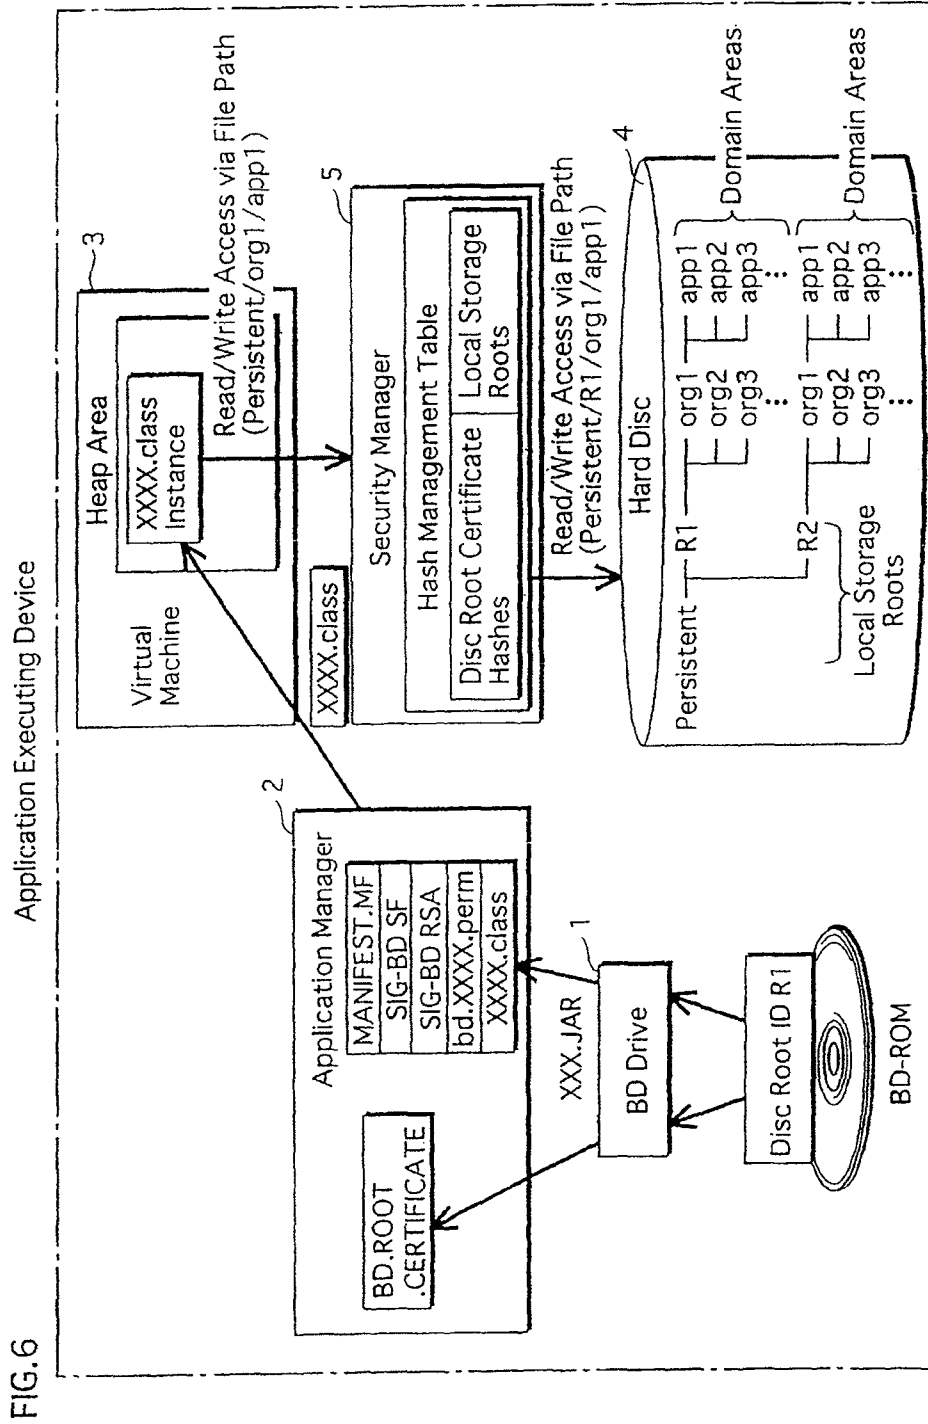 FIG.6
Application Executing Device
3
Heap Area
XXXX.class
Instance
Virtual
Machine
Read/Write Access via File Path
(Persistent/org1/app1)
XXXX.class
5
Security Manager
Hash Management Table
Disc Root Certificate
Hashes
Local Storage
Roots
Read/Write Access via File Path
(Persistent/R1/org1/app1)
4
Hard Disc
Persistent
R1
org1
org2
org3
⋮
app1
app2
app3
⋮
Domain Areas
R2
org1
org2
org3
⋮
app1
app2
app3
⋮
Domain Areas
Local Storage
Roots
2
Application Manager
MANIFEST.MF
SIG-BD SF
SIG-BD RSA
bd.XXXX.perm
XXXX.class
BD.ROOT
.CERTIFICATE
XXX.JAR
1
BD Drive
Disc Root ID R1
BD-ROM